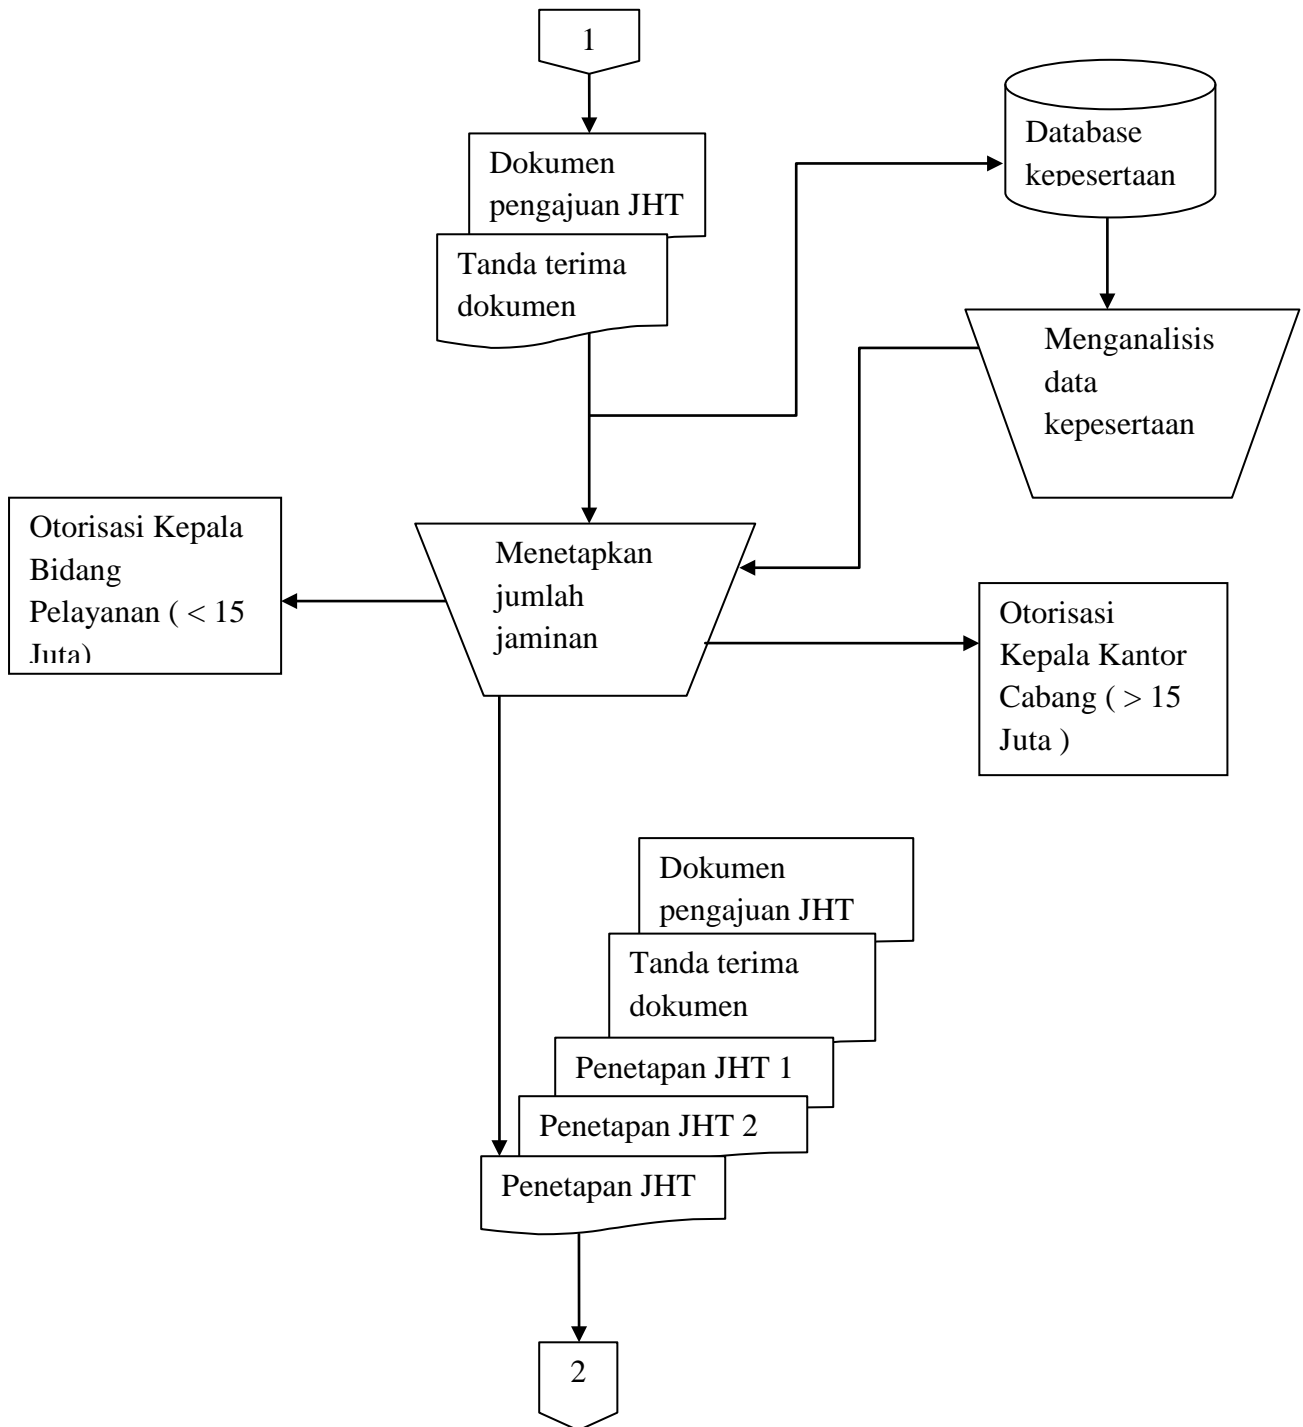 1
Dokumen
pengajuan JHT
Tanda terima
dokumen
Database
kepesertaan
Menganalisis
data
kepesertaan
Otorisasi Kepala
Bidang
Pelayanan ( < 15
Juta)
Menetapkan
jumlah
jaminan
Otorisasi
Kepala Kantor
Cabang ( > 15
Juta )
Dokumen
pengajuan JHT
Tanda terima
dokumen
Penetapan JHT 1
Penetapan JHT 2
Penetapan JHT
2